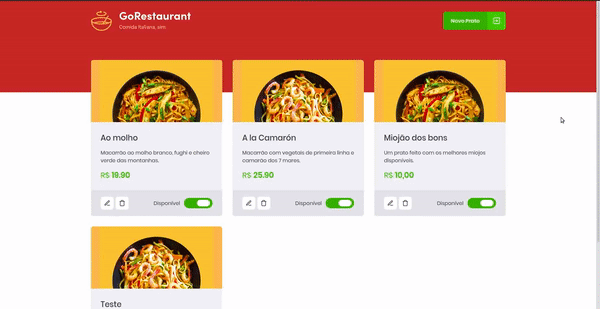 GoRestaurant
Comida italiana, sim.
Novo Prato
Ao molho
Macarrão ao molho branco, fughi e cheiro
verde das montanhas.
R$ 19.90
Disponível
A la Camarón
Macarrão com vegetais de primeira linha e
camarão dos 7 mares.
R$ 25.90
Disponível
Miojão dos bons
Um prato feito com os melhores miojos
disponíveis.
R$ 10,00
Disponível
Teste